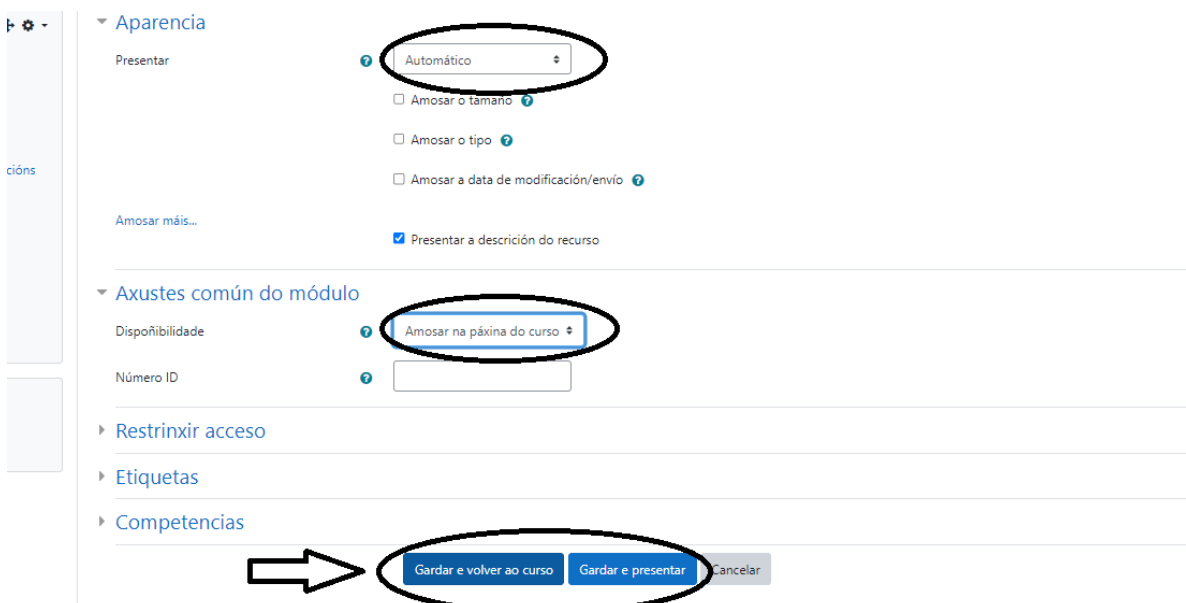 Aparencia
Presentar
Automático
Amosar o tamaño
Amosar o tipo
cións
Amosar a data de modificación/envío
Amosar máis...
Presentar a descrición do recurso
Axustes común do módulo
Dispoñibilidade
Amosar na páxina do curso
Número ID
Restrinxir acceso
Etiquetas
Competencias
Gardar e volver ao curso
Gardar e presentar
Cancelar